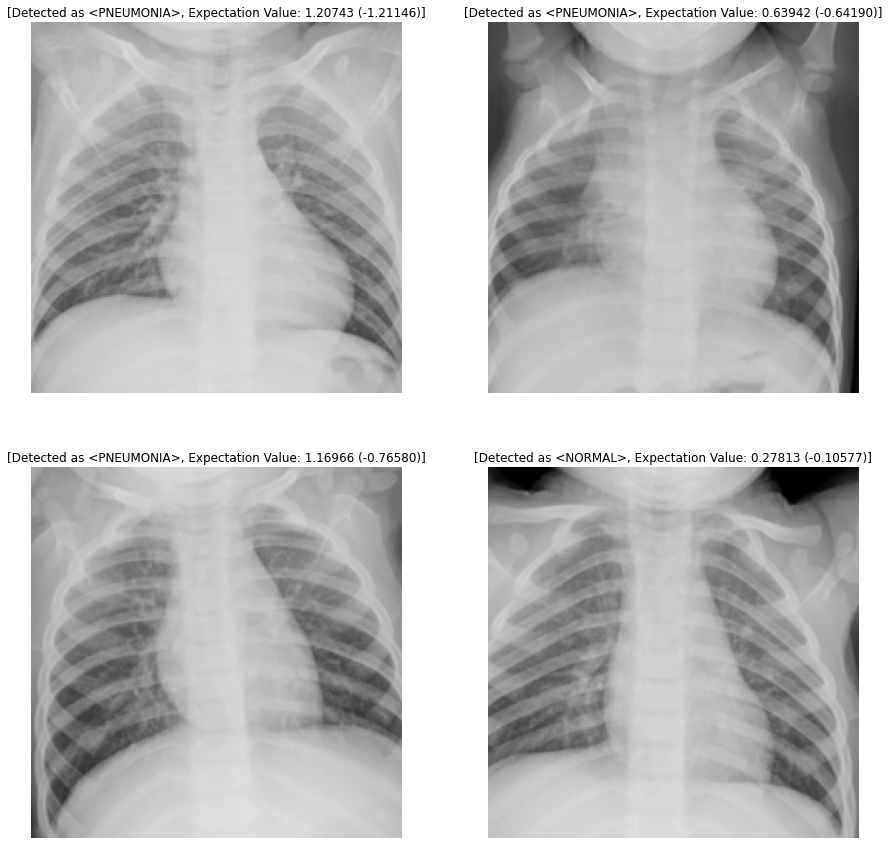 [Detected as <PNEUMONIA>, Expectation Value: 1.20743 (-1.21146)]
[Detected as <PNEUMONIA>, Expectation Value: 0.63942 (-0.64190)]
[Detected as <PNEUMONIA>, Expectation Value: 1.16966 (-0.76580)]
[Detected as <NORMAL>, Expectation Value: 0.27813 (-0.10577)]